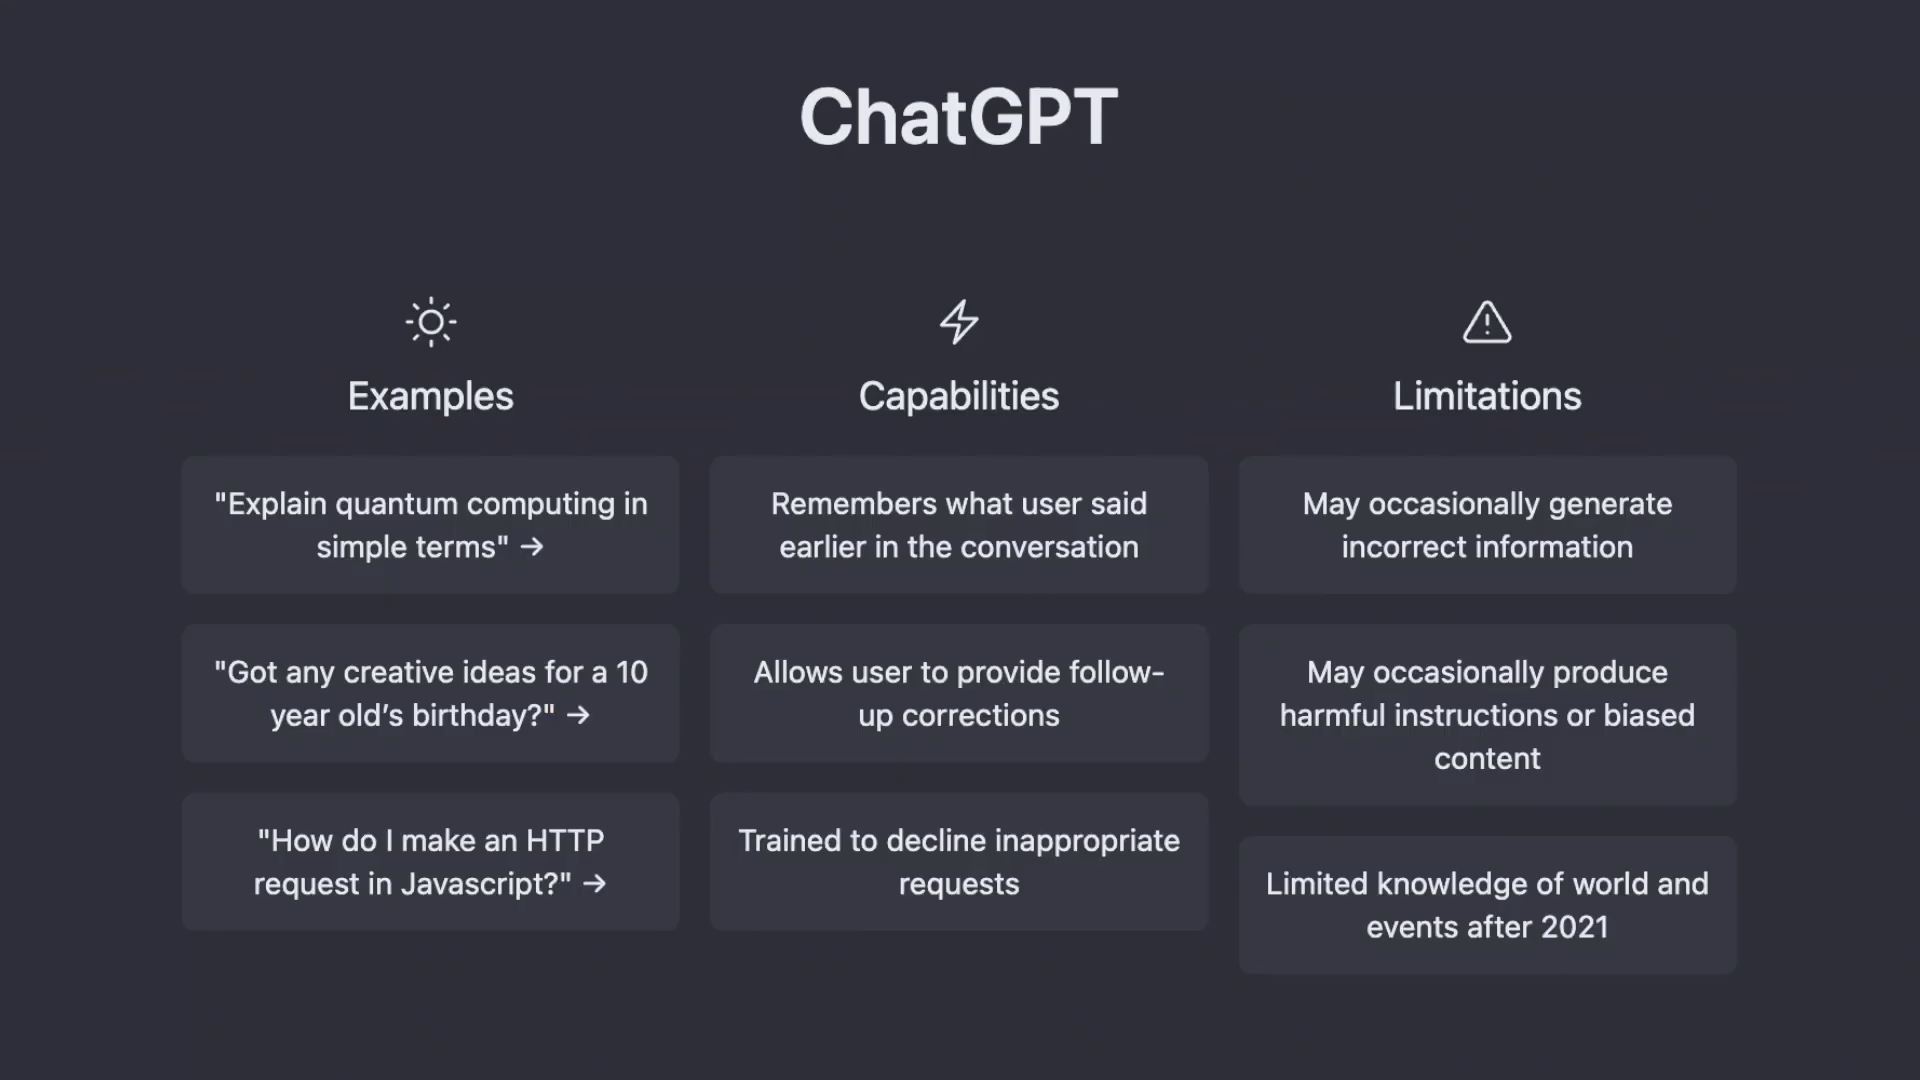 ChatGPT
Examples
"Explain quantum computing in
simple terms" →
"Got any creative ideas for a 10
year old’s birthday?" →
"How do I make an HTTP
request in Javascript?" →
Capabilities
Remembers what user said
earlier in the conversation
Allows user to provide follow-
up corrections
Trained to decline inappropriate
requests
Limitations
May occasionally generate
incorrect information
May occasionally produce
harmful instructions or biased
content
Limited knowledge of world and
events after 2021